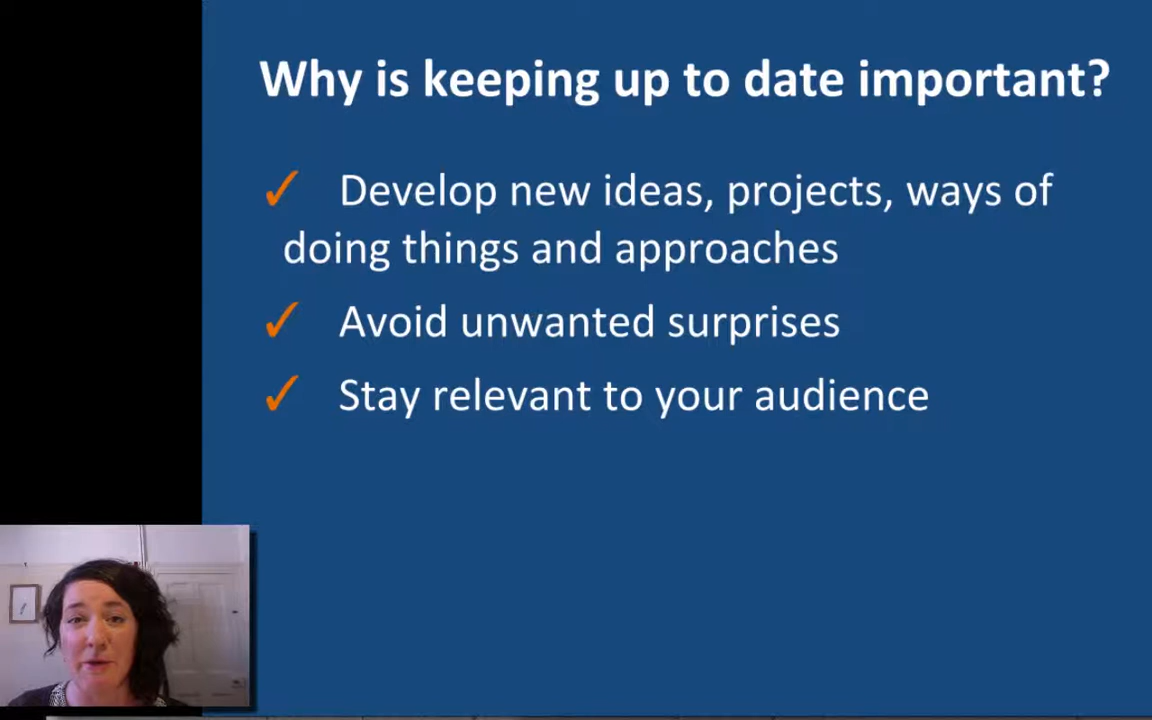 Why is keeping up to date important?
✓ Develop new ideas, projects, ways of
doing things and approaches
✓ Avoid unwanted surprises
✓ Stay relevant to your audience